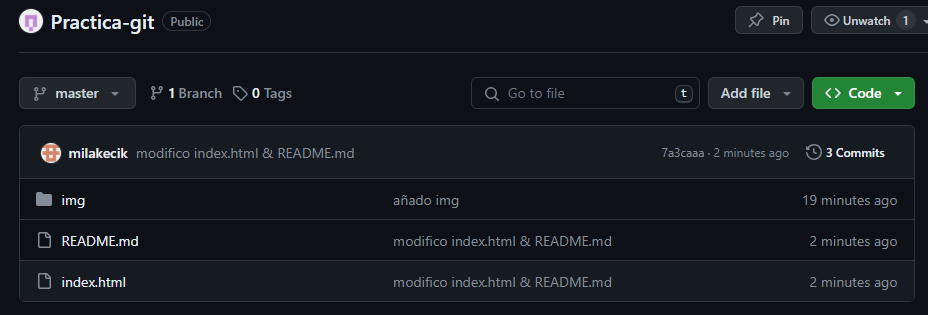 Practica-git Public Pin Unwatch 1
master 1 Branch 0 Tags Go to file t Add file Code
milakecik modifico index.html & README.md 7a3caaa · 2 minutes ago 3 Commits
img añado img 19 minutes ago
README.md modifico index.html & README.md 2 minutes ago
index.html modifico index.html & README.md 2 minutes ago